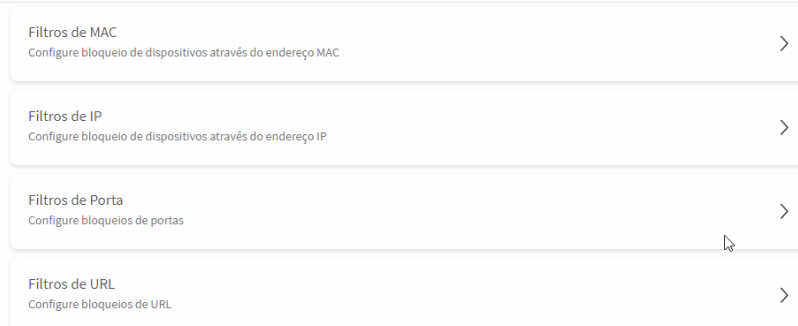 Filtros de MAC
Configure bloqueio de dispositivos através do endereço MAC
Filtros de IP
Configure bloqueio de dispositivos através do endereço IP
Filtros de Porta
Configure bloqueios de portas
Filtros de URL
Configure bloqueios de URL